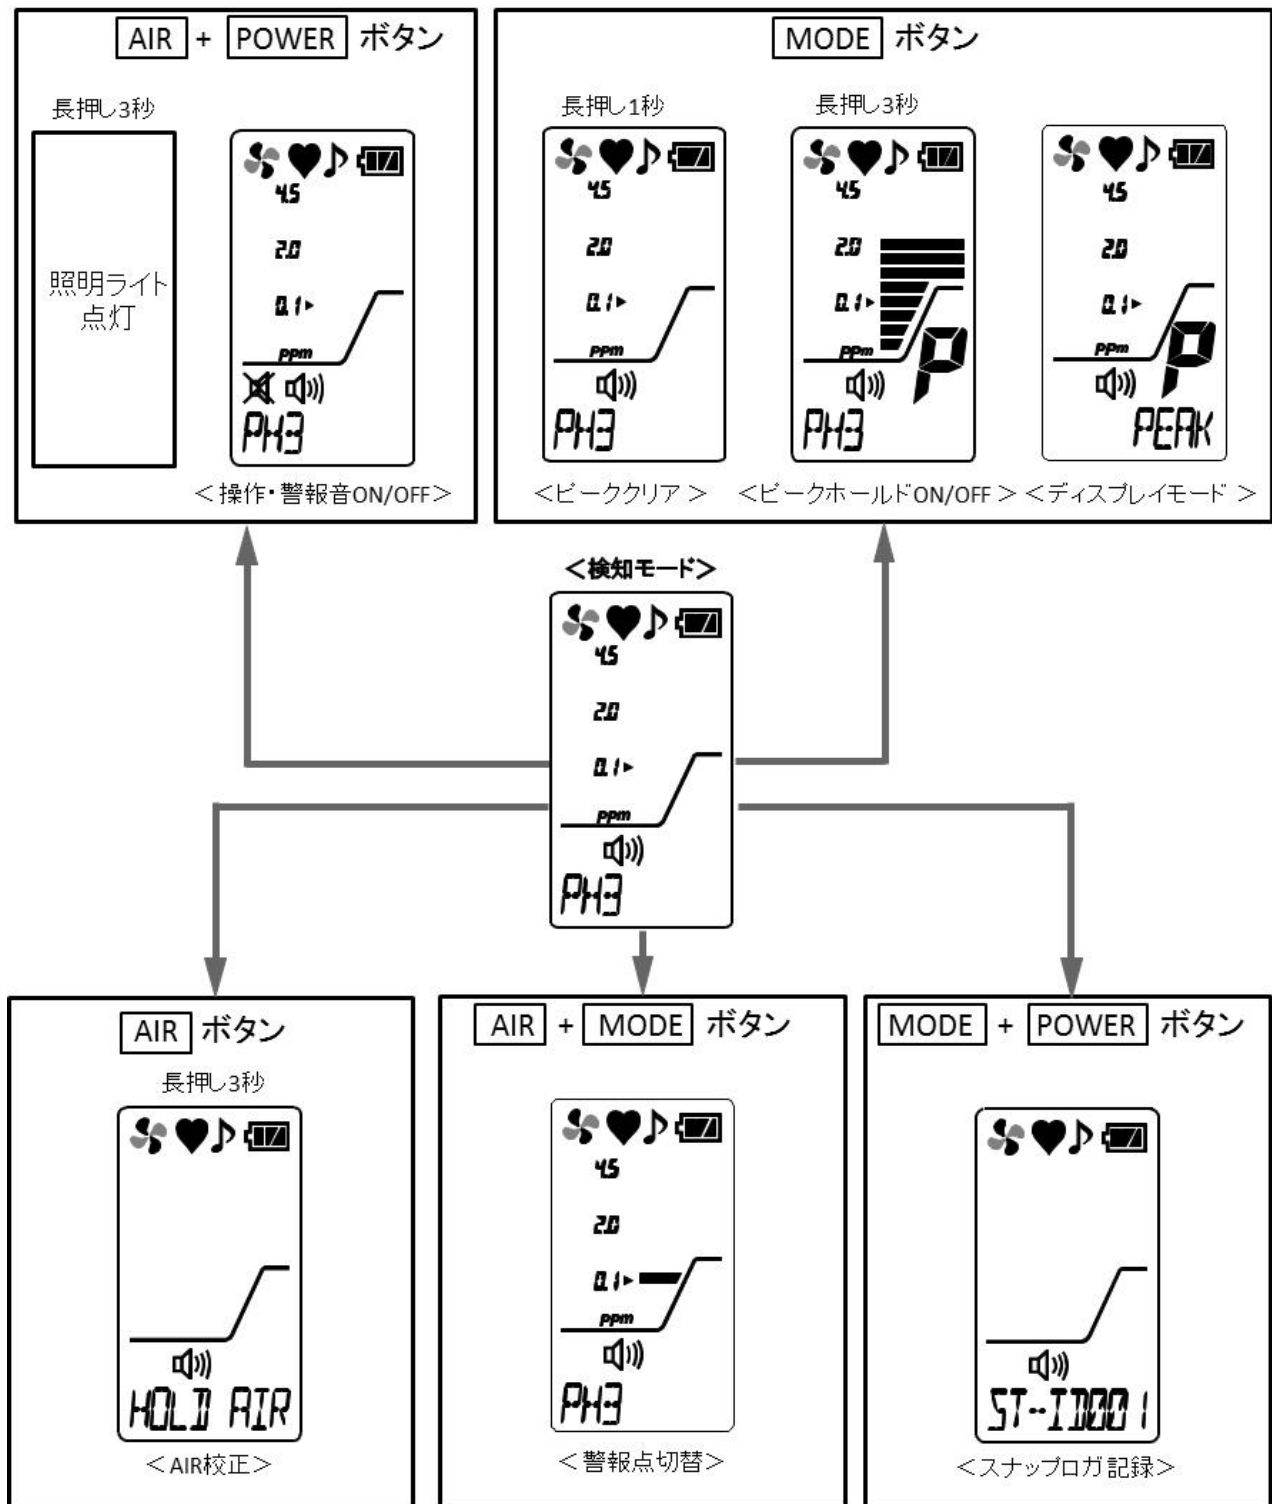 AIR + POWER ボタン
長押し3秒
照明ライト
点灯
4.5
2.0
0.1
ppm
PH3
＜操作・警報音ON/OFF＞
MODE ボタン
長押し1秒
4.5
2.0
0.1
ppm
PH3
＜ピーククリア＞
長押し3秒
4.5
2.0
0.1
ppm
P
PH3
＜ピークホールドON/OFF＞
4.5
2.0
0.1
ppm
P
PEAK
＜ディスプレイモード＞
＜検知モード＞
4.5
2.0
0.1
ppm
PH3
AIR ボタン
長押し3秒
HOLD AIR
＜AIR校正＞
AIR + MODE ボタン
4.5
2.0
0.1
ppm
PH3
＜警報点切替＞
MODE + POWER ボタン
ST-ID001
＜スナップロガ記録＞